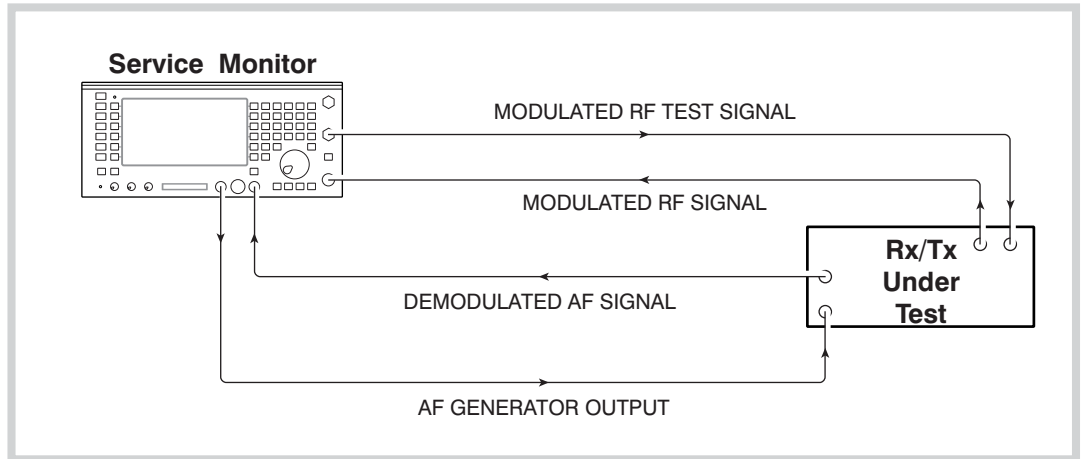 Service Monitor
MODULATED RF TEST SIGNAL
MODULATED RF SIGNAL
Rx/Tx
Under
Test
DEMODULATED AF SIGNAL
AF GENERATOR OUTPUT